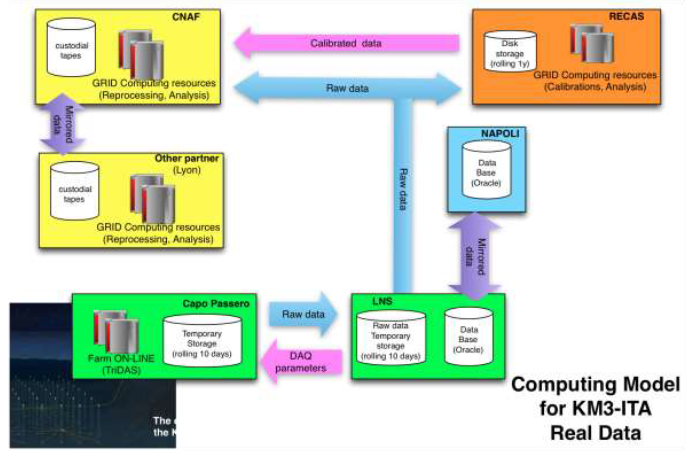 CNAF
custodial
tapes
GRID Computing resources
(Reprocessing, Analysis)
Calibrated data
RECAS
Disk
storage
(rolling 1y)
GRID Computing resources
(Calibrations, Analysis)
Raw data
Mirrored
data
Other partner
(Lyon)
custodial
tapes
GRID Computing resources
(Reprocessing, Analysis)
Raw data
NAPOLI
Data
Base
(Oracle)
Mirrored
data
Capo Passero
Farm ON-LINE
(TriDAS)
Temporary
Storage
(rolling 10 days)
Raw data
DAQ
parameters
LNS
Raw data
Temporary
storage
(rolling 10 days)
Data
Base
(Oracle)
The
the K
Computing Model
for KM3-ITA
Real Data